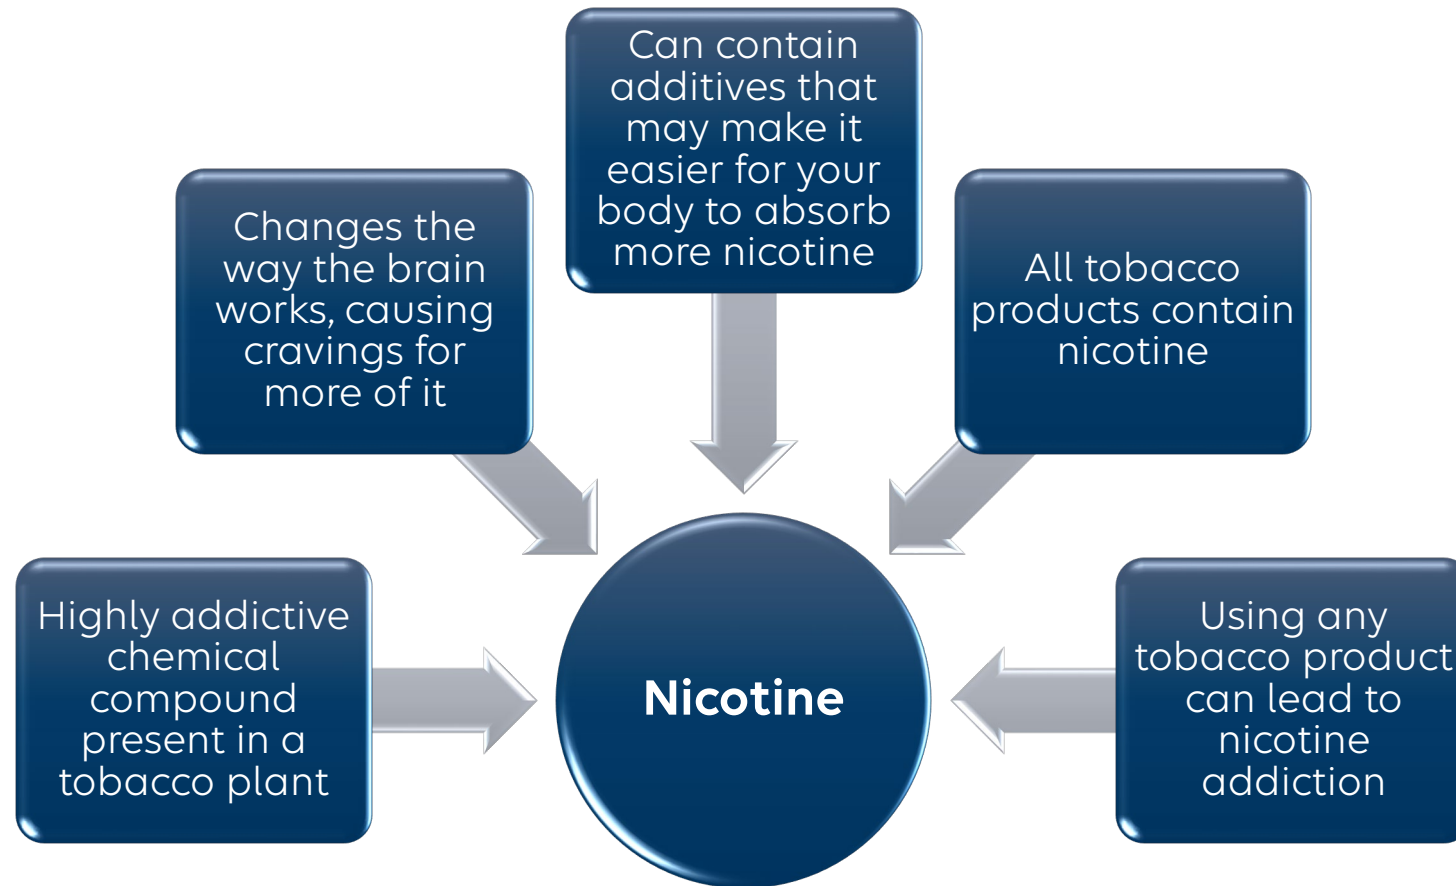 Can contain
additives that
may make it
easier for your
body to absorb
more nicotine
Changes the
way the brain
works, causing
cravings for
more of it
All tobacco
products contain
nicotine
Highly addictive
chemical
compound
present in a
tobacco plant
Nicotine
Using any
tobacco product
can lead to
nicotine
addiction